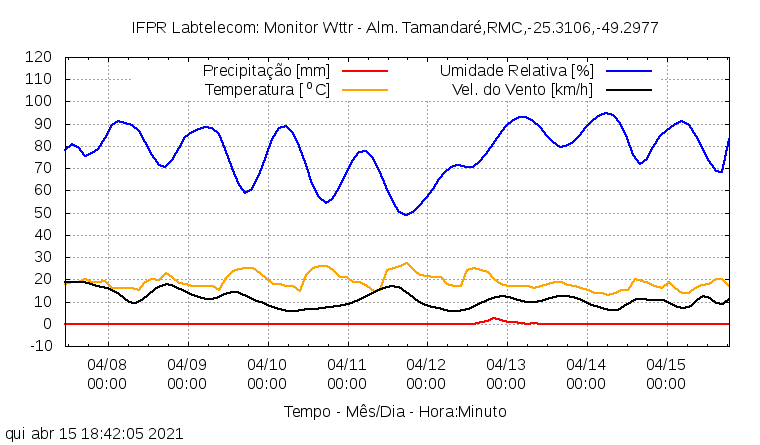 IFPR Labtelecom: Monitor Wttr - Alm. Tamandaré,RMC,-25.3106,-49.2977
Precipitação [mm]
Umidade Relativa [%]
Temperatura [⁰C]
Vel. do Vento [km/h]
120
110
100
90
80
70
60
50
40
30
20
10
0
-10
04/08 04/09 04/10 04/11 04/12 04/13 04/14 04/15
00:00 00:00 00:00 00:00 00:00 00:00 00:00 00:00
Tempo - Mês/Dia - Hora:Minuto
qui abr 15 18:42:05 2021